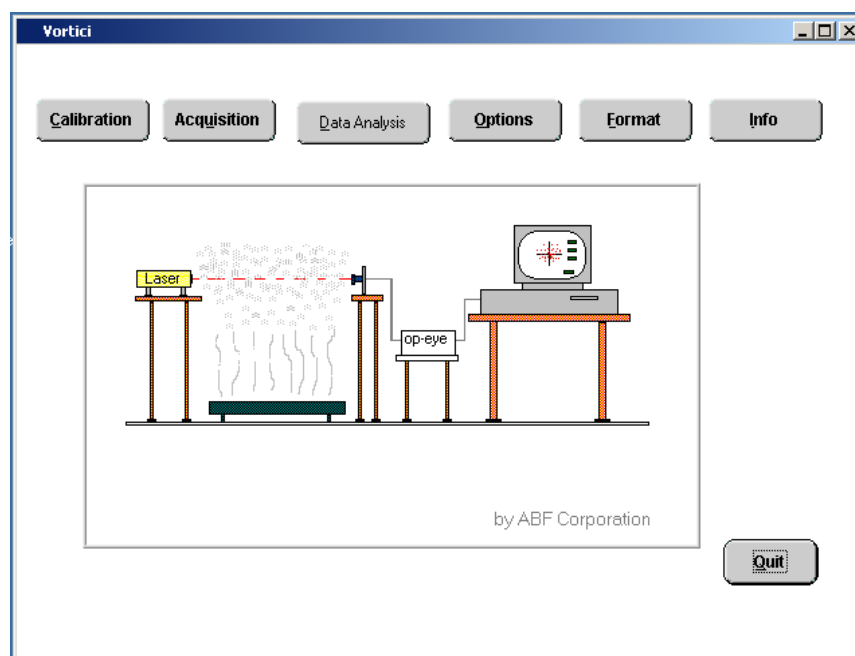 Vortici
Calibration
Acquisition
Data Analysis
Options
Format
Info
Laser
op-eye
by ABF Corporation
Quit